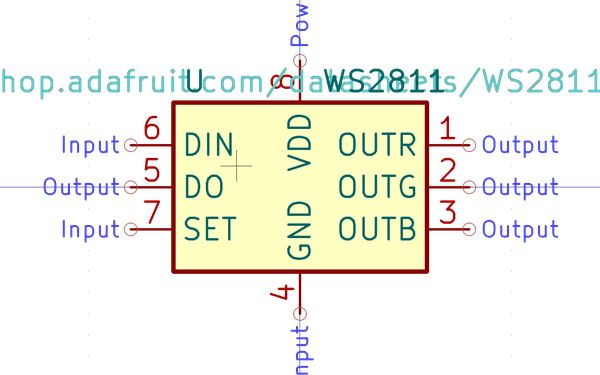 Pow
hop.adafruit.com/datasheets/WS2811
U WS2811
8
Input 6 DIN VDD OUTR 1 Output
Output 5 DO OUTG 2 Output
Input 7 SET GND OUTB 3 Output
4
nput